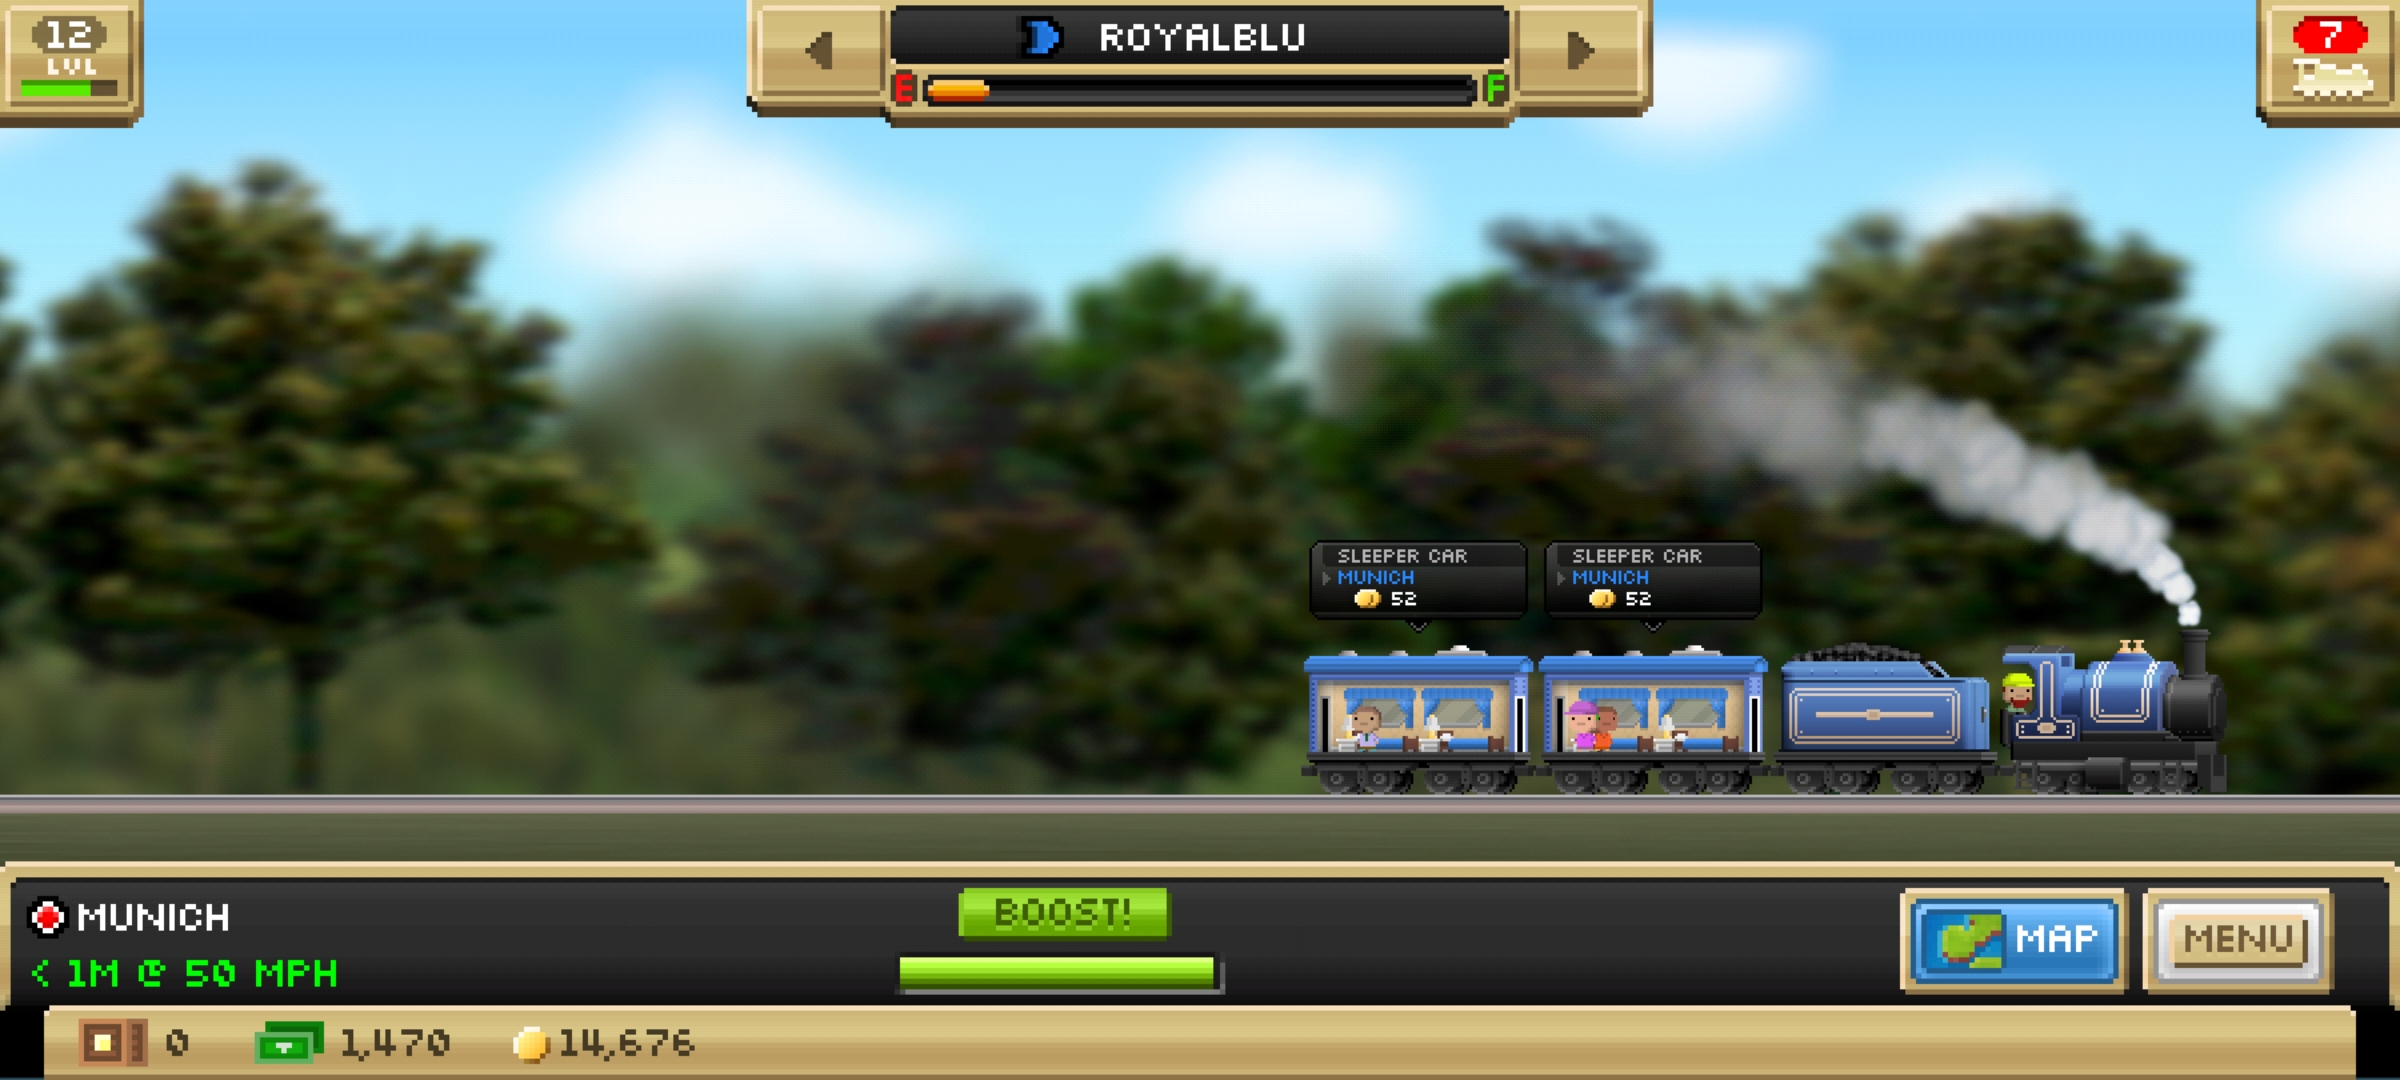 12
LVL
ROYALBLU
E F
7
SLEEPER CAR
MUNICH
52
SLEEPER CAR
MUNICH
52
MUNICH
< 1M @ 50 MPH
BOOST!
MAP
MENU
0
1,470
14,676